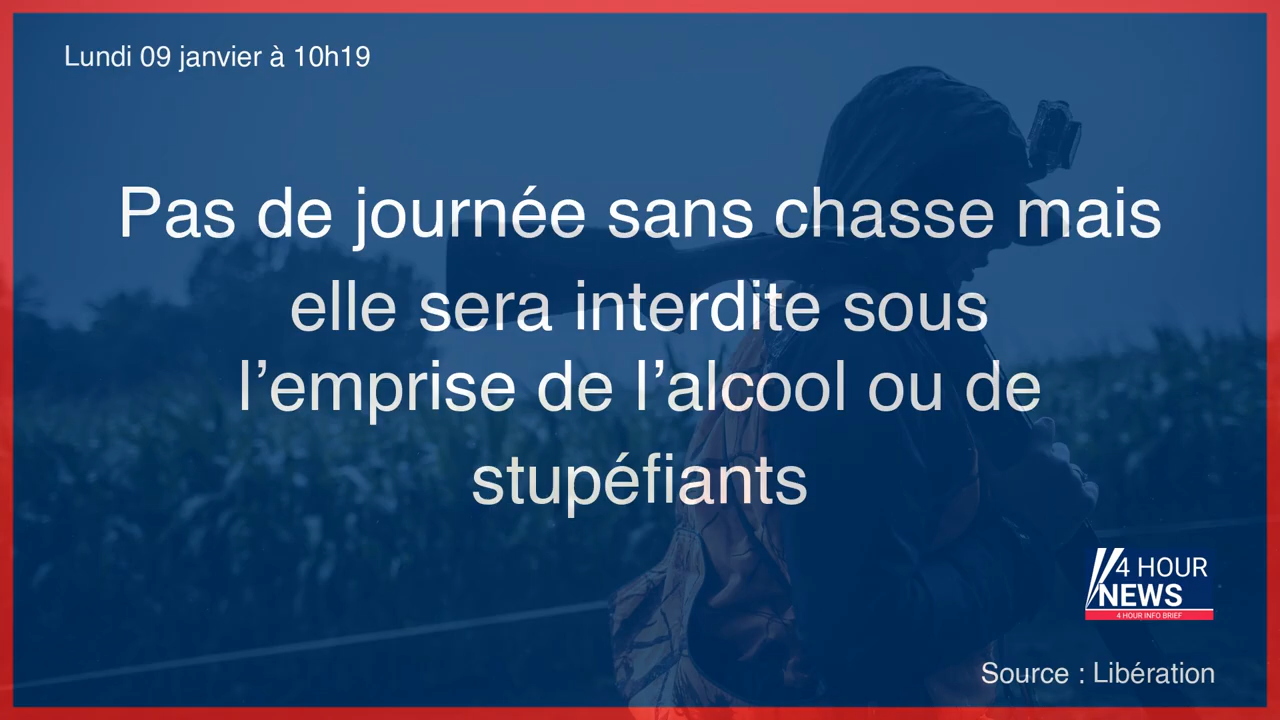 Lundi 09 janvier à 10h19
Pas de journée sans chasse mais
elle sera interdite sous
l’emprise de l’alcool ou de
stupéfiants
4 HOUR
NEWS
4 HOUR INFO BRIEF
Source : Libération